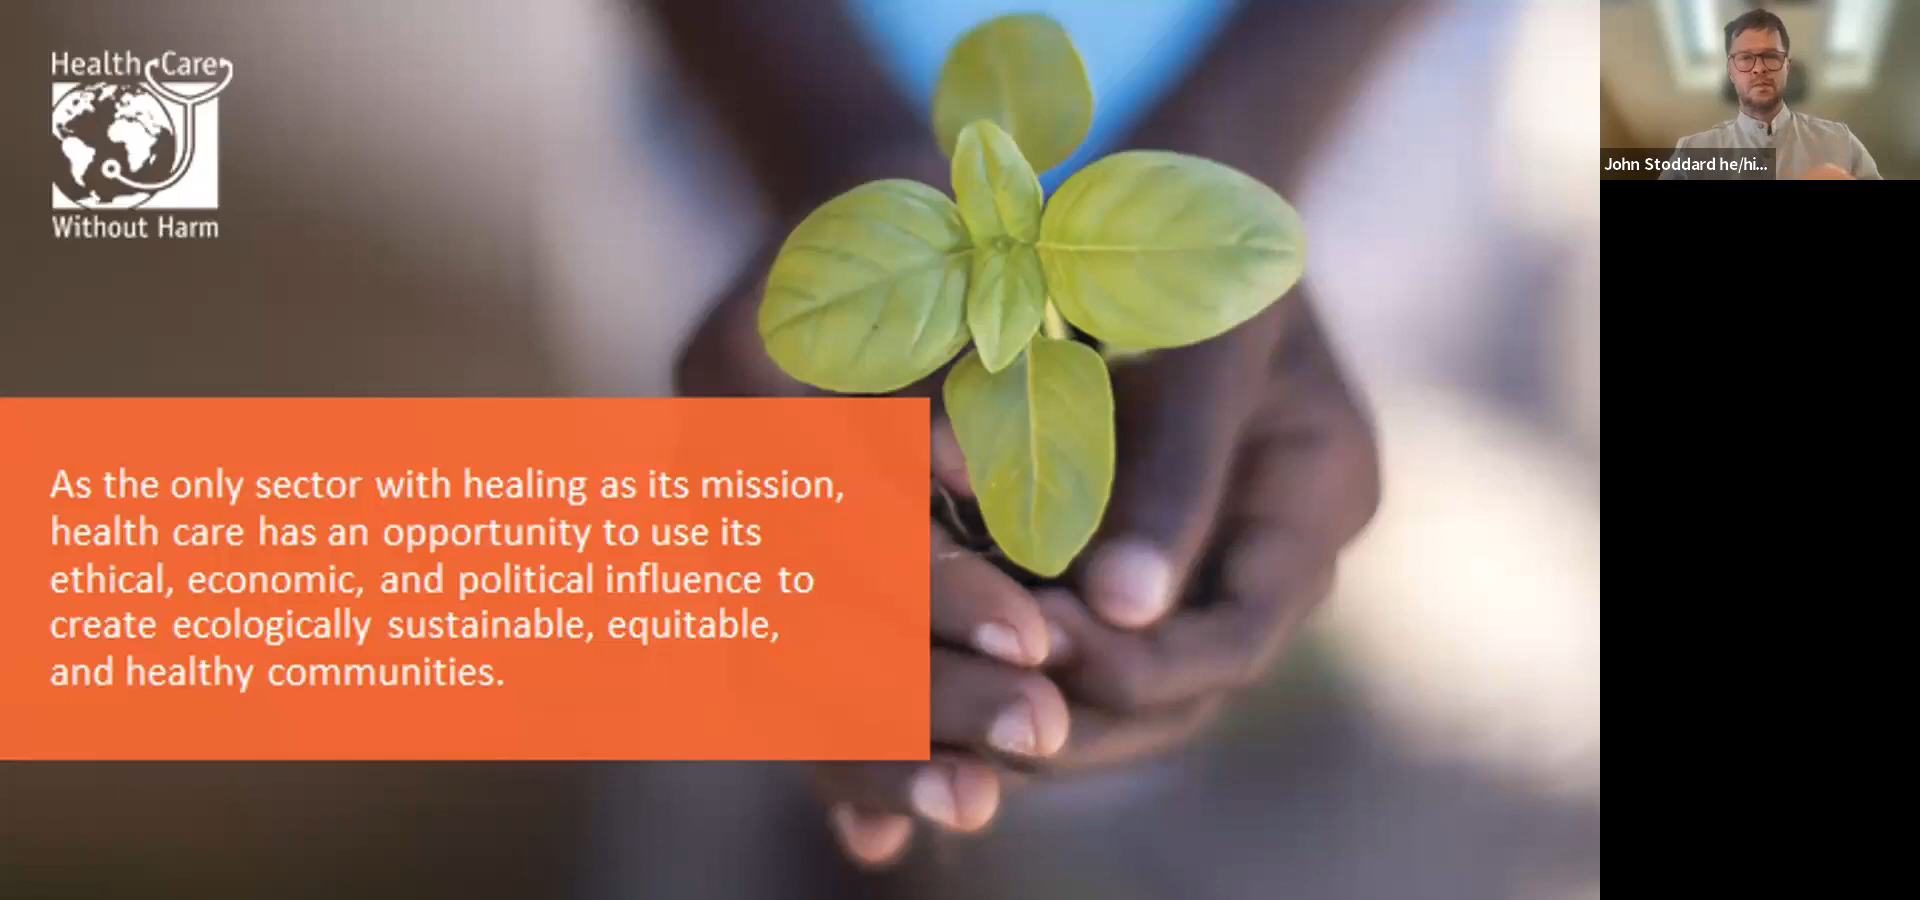 Health Care
Without Harm
As the only sector with healing as its mission,
health care has an opportunity to use its
ethical, economic, and political influence to
create ecologically sustainable, equitable,
and healthy communities.
John Stoddard he/hi...